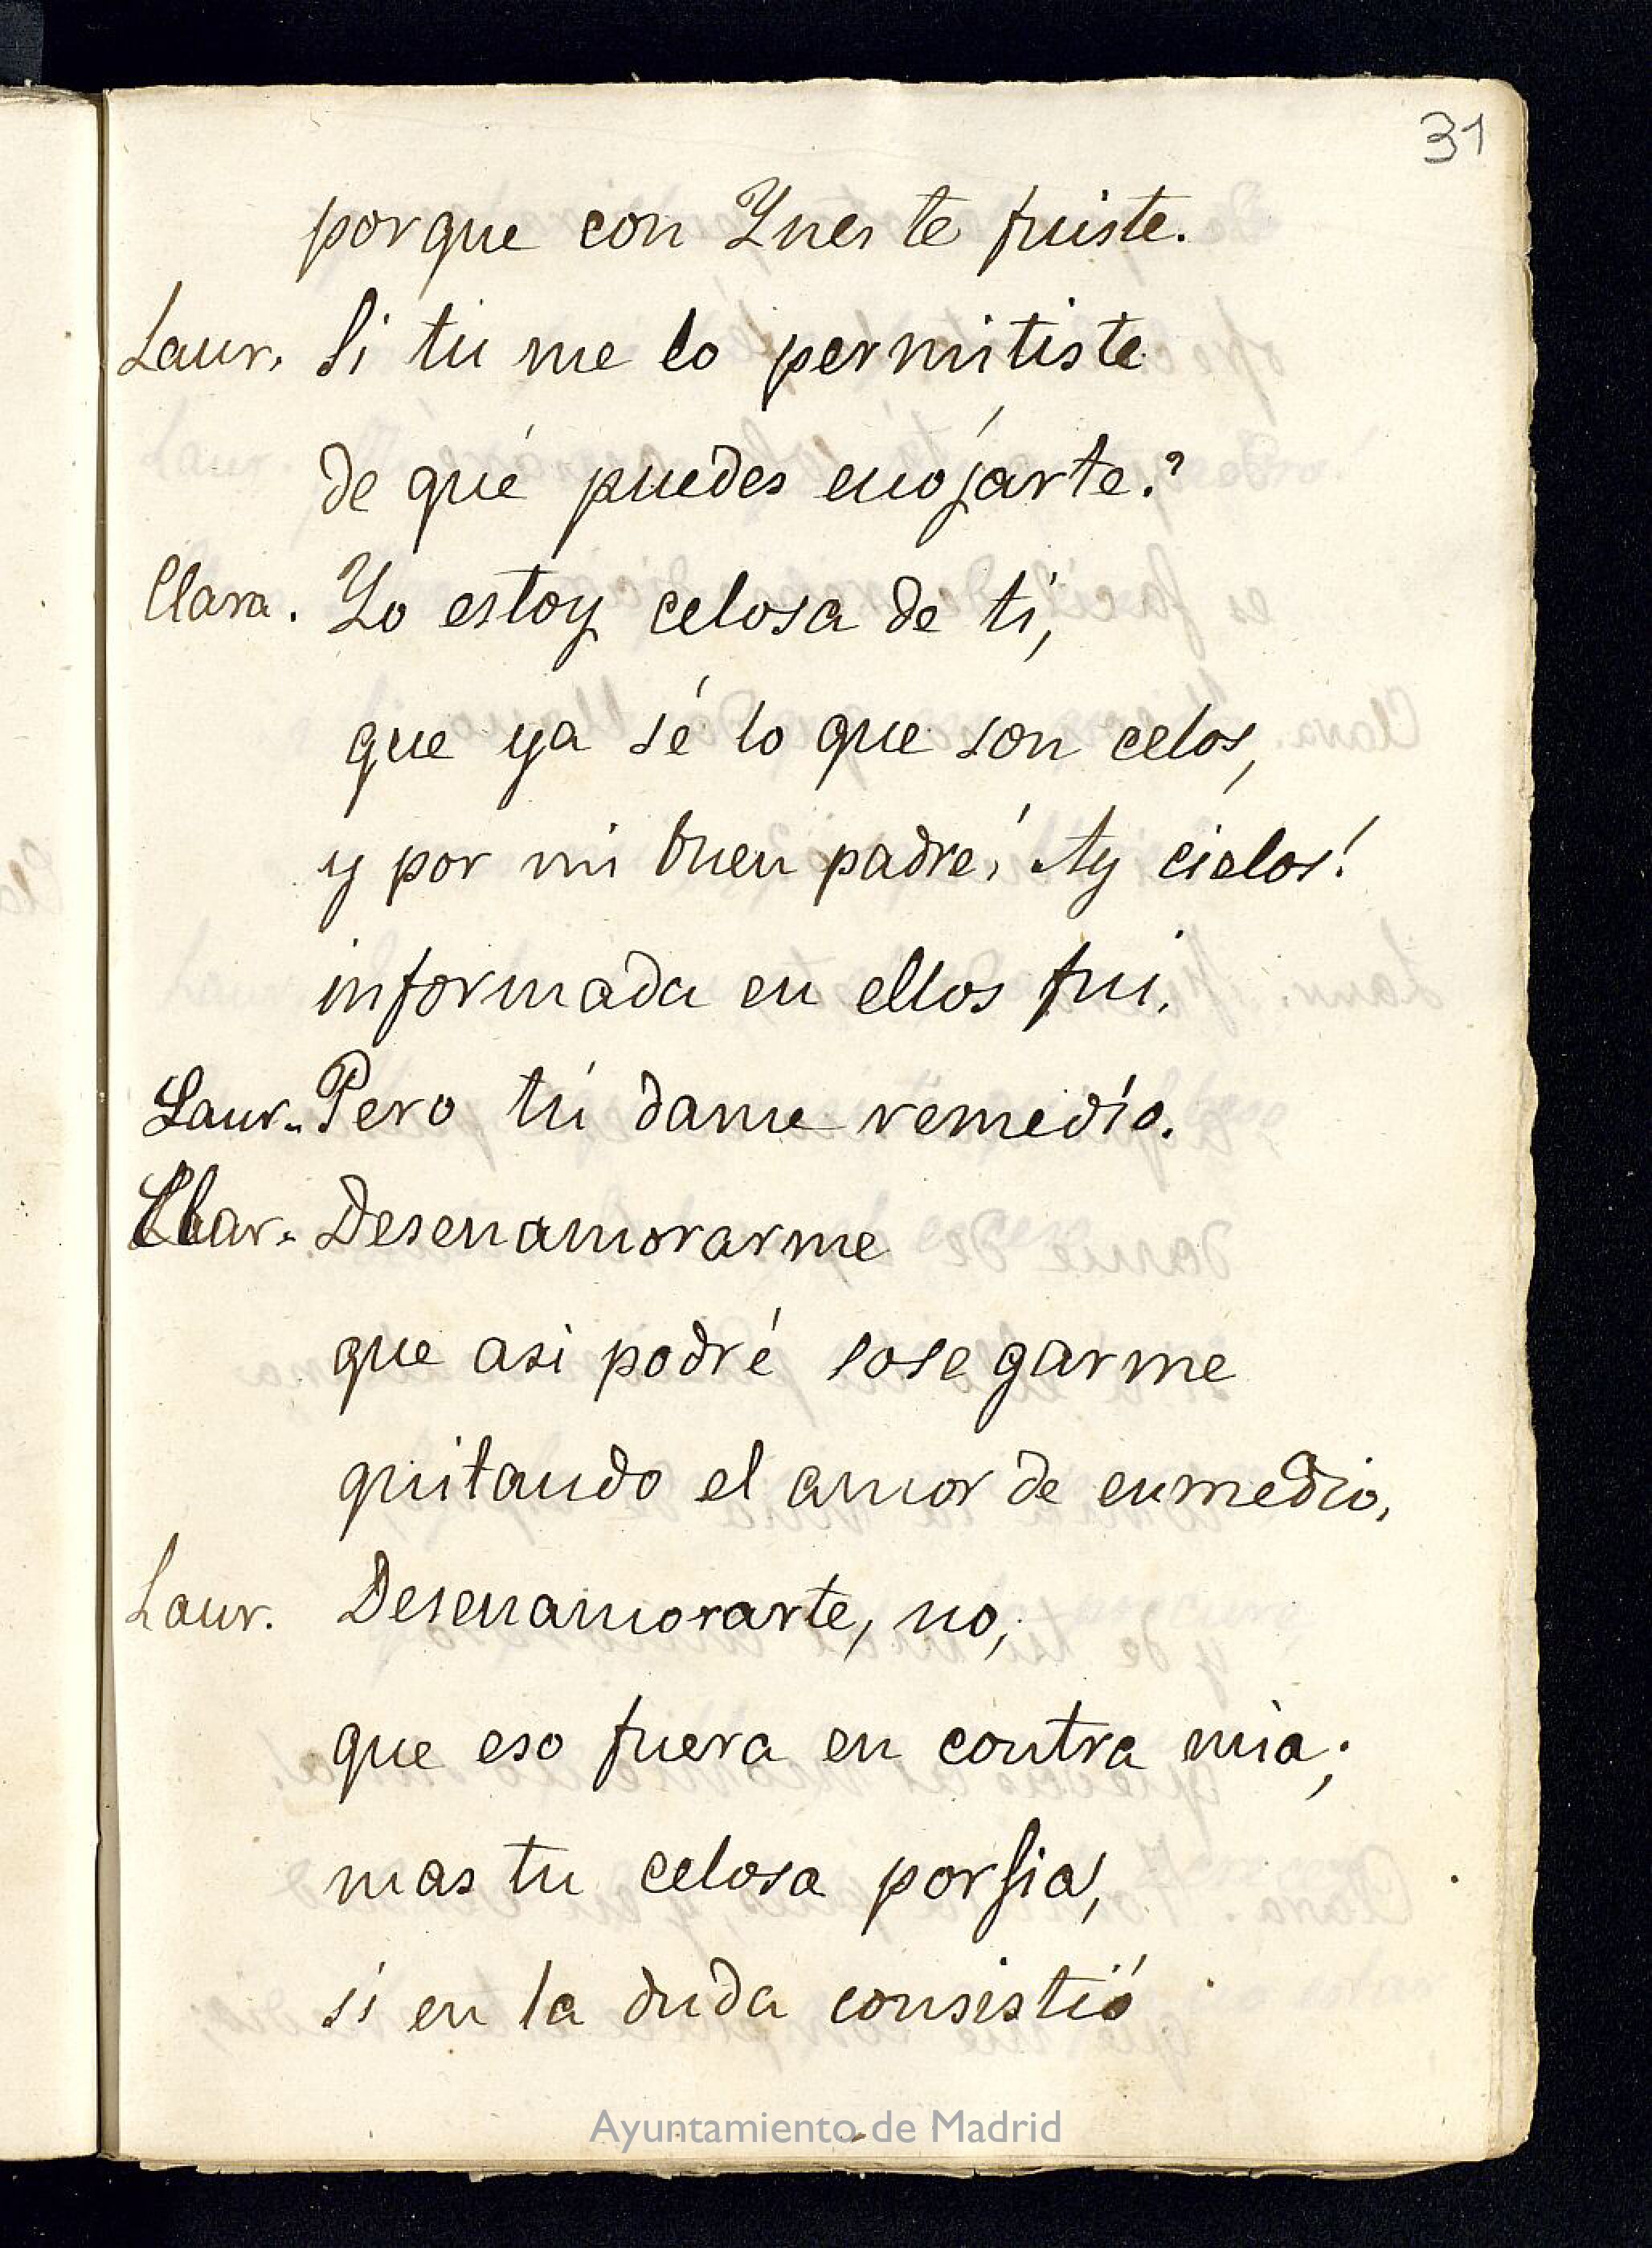 31
porque con Ynes te fuiste.
Laur. Si tu me lo permitiste
de qué puedes enojarte?
Clara. Yo estoy celosa de ti,
que ya sé lo que son celos,
y por mi buen padre, ¡Ay cielos!
informada en ellos fui.
Laur. Pero tú dame remedio.
Clar. Desenamorarme
que asi podré sosegarme
quitando el amor de enmedio.
Laur. Desenamorarte, no,
que eso fuera en contra mia;
mas tu celosa porfia,
si en la duda consistió
Ayuntamiento de Madrid